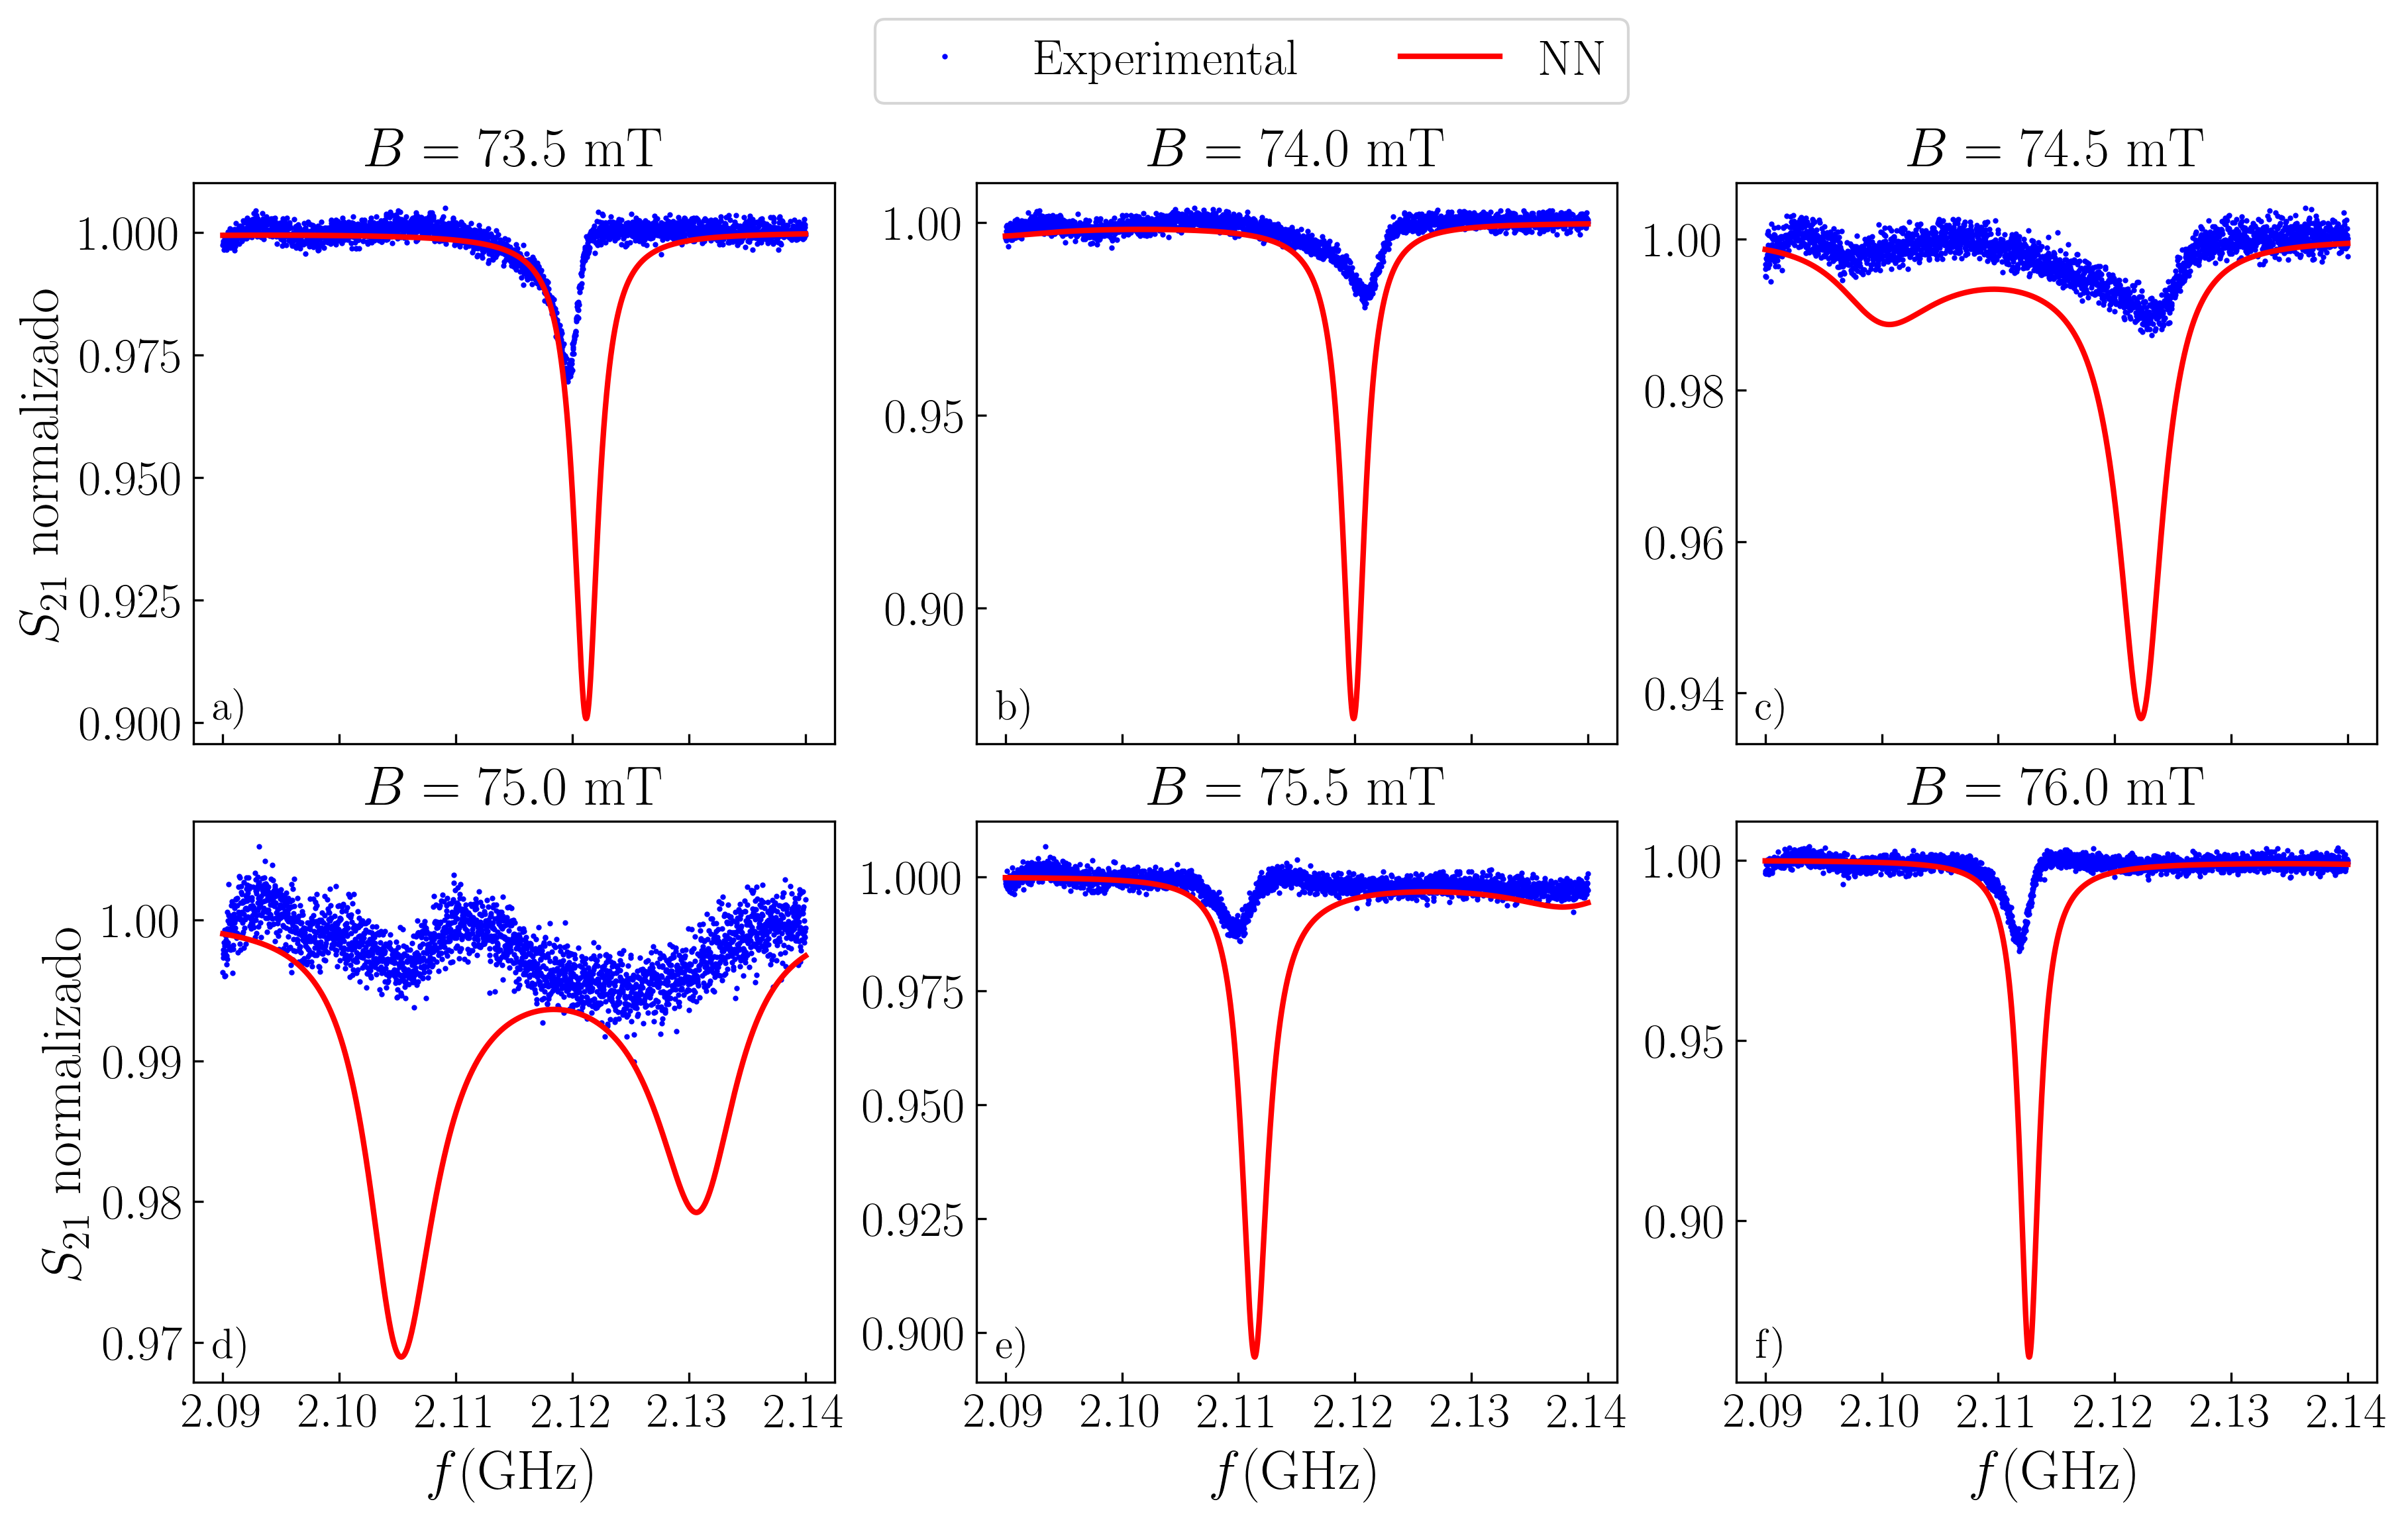 Experimental NN
B = 73.5 mT B = 74.0 mT B = 74.5 mT
S21 normalizado
1.000
0.975
0.950
0.925
0.900
a)
1.00
0.95
0.90
b)
1.00
0.98
0.96
0.94
c)
B = 75.0 mT B = 75.5 mT B = 76.0 mT
S21 normalizado
1.00
0.99
0.98
0.97
d)
1.000
0.975
0.950
0.925
0.900
e)
1.00
0.95
0.90
f)
2.09 2.10 2.11 2.12 2.13 2.14 2.09 2.10 2.11 2.12 2.13 2.14 2.09 2.10 2.11 2.12 2.13 2.14
f(GHz) f(GHz) f(GHz)